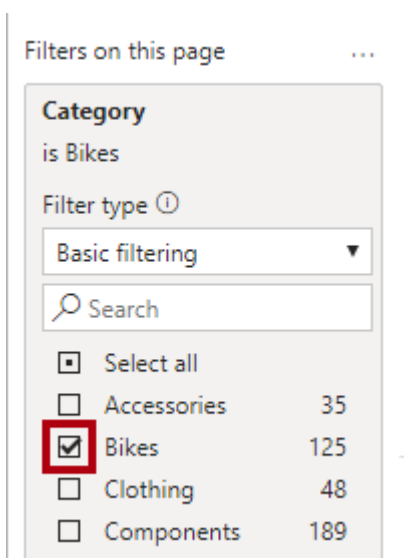 Filters on this page ...
Category
is Bikes
Filter type ⓘ
Basic filtering
Search
Select all
Accessories 35
Bikes 125
Clothing 48
Components 189